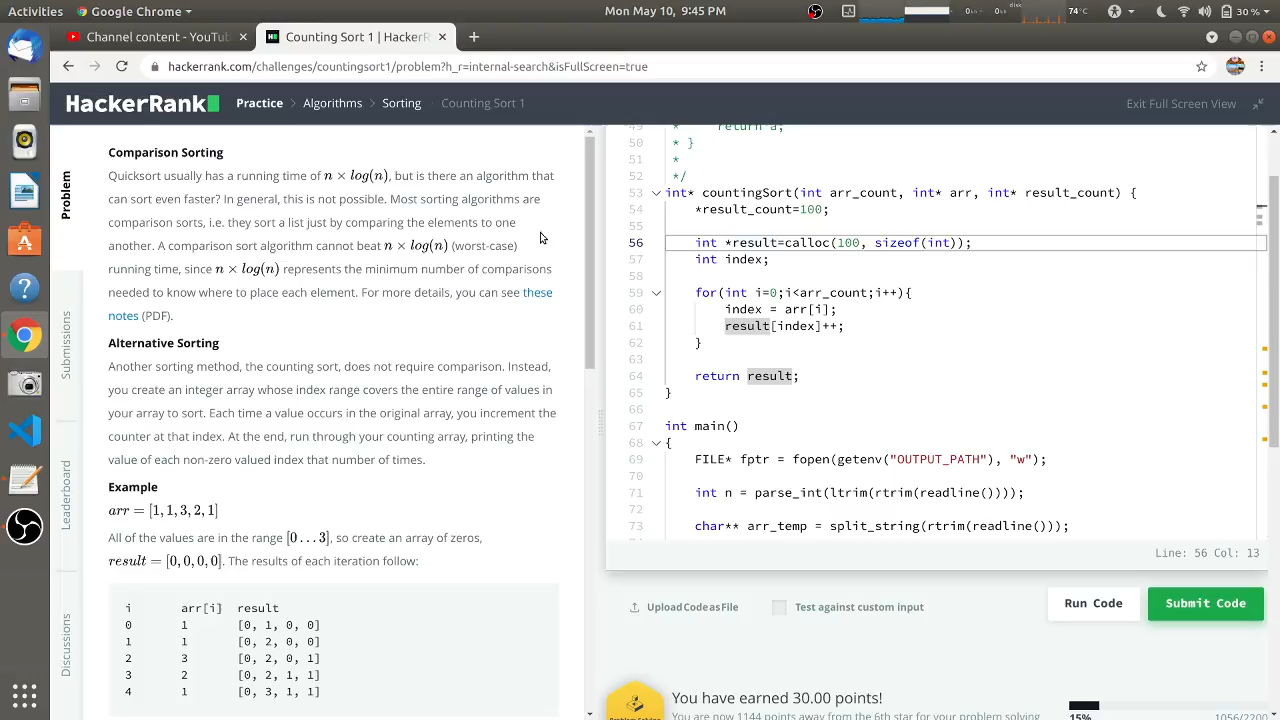 Activities
Google Chrome
Mon May 10, 9:45 PM
74°C
30 %
Channel content - YouTu
Counting Sort 1 | HackerR
hackerrank.com/challenges/countingsort1/problem?h_r=internal-search&isFullScreen=true
HackerRank
Practice > Algorithms > Sorting > Counting Sort 1
Exit Full Screen View
Problem
Submissions
Leaderboard
Discussions
Comparison Sorting
Quicksort usually has a running time of n × log(n), but is there an algorithm that
can sort even faster? In general, this is not possible. Most sorting algorithms are
comparison sorts, i.e. they sort a list just by comparing the elements to one
another. A comparison sort algorithm cannot beat n × log(n) (worst-case)
running time, since n × log(n) represents the minimum number of comparisons
needed to know where to place each element. For more details, you can see these
notes (PDF).
Alternative Sorting
Another sorting method, the counting sort, does not require comparison. Instead,
you create an integer array whose index range covers the entire range of values in
your array to sort. Each time a value occurs in the original array, you increment the
counter at that index. At the end, run through your counting array, printing the
value of each non-zero valued index that number of times.
Example
arr = [1, 1, 3, 2, 1]
All of the values are in the range [0 . . . 3], so create an array of zeros,
result = [0, 0, 0, 0]. The results of each iteration follow:
i arr[i] result
0 1 [0, 1, 0, 0]
1 1 [0, 2, 0, 0]
2 3 [0, 2, 0, 1]
3 2 [0, 2, 1, 1]
4 1 [0, 3, 1, 1]
49 * return a;
50 * }
51 *
52 */
53 int* countingSort(int arr_count, int* arr, int* result_count) {
54 *result_count=100;
55
56 int *result=calloc(100, sizeof(int));
57 int index;
58
59 for(int i=0;i<arr_count;i++){
60 index = arr[i];
61 result[index]++;
62 }
63
64 return result;
65 }
66
67 int main()
68 {
69 FILE* fptr = fopen(getenv("OUTPUT_PATH"), "w");
70
71 int n = parse_int(ltrim(rtrim(readline())));
72
73 char** arr_temp = split_string(rtrim(readline()));
Line: 56 Col: 13
Upload Code as File
Test against custom input
Run Code
Submit Code
You have earned 30.00 points!
You are now 1144 points away from the 6th star for your problem solving
15%
1056/2200